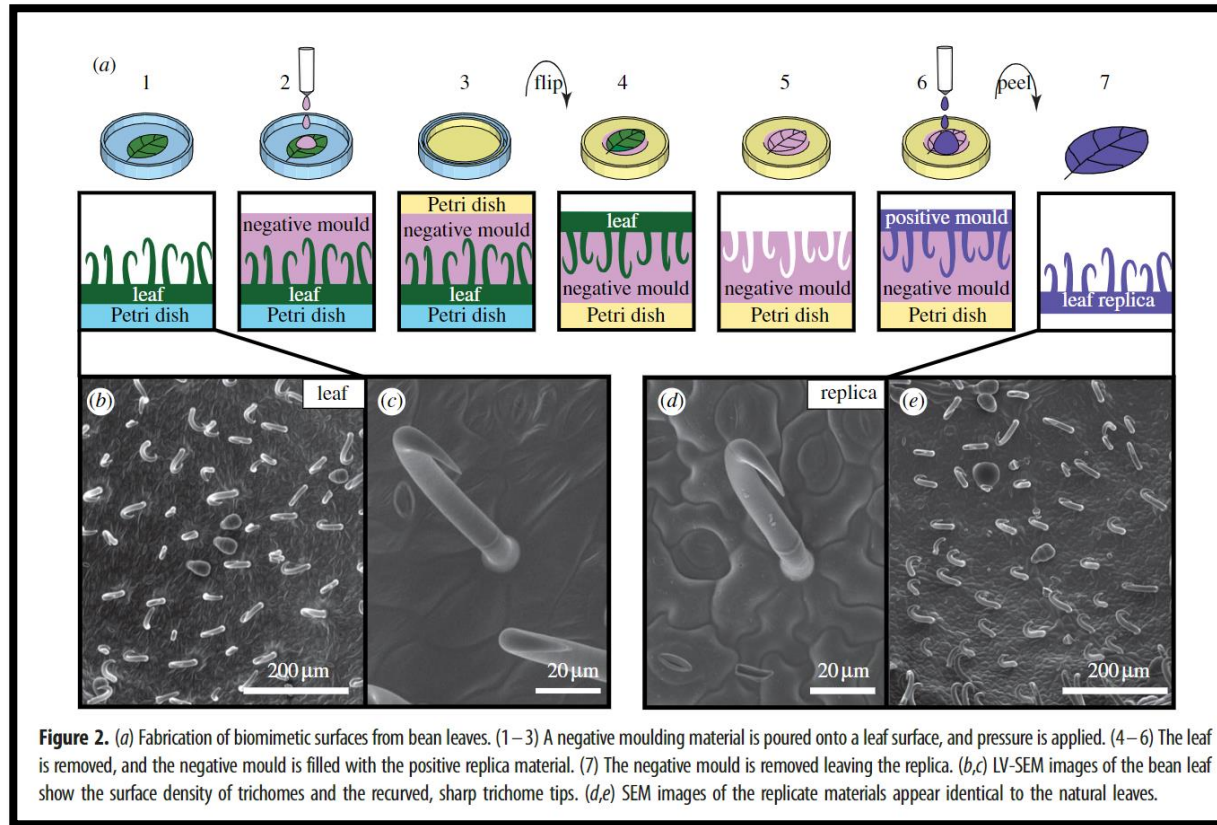 (a)
1 2 3 flip 4 5 6 peel 7
leaf
Petri dish
negative mould
leaf
Petri dish
Petri dish
negative mould
leaf
Petri dish
leaf
negative mould
Petri dish
negative mould
Petri dish
positive mould
negative mould
Petri dish
leaf replica
(b) leaf (c) (d) replica (e)
200 µm 20 µm 20 µm 200 µm
Figure 2. (a) Fabrication of biomimetic surfaces from bean leaves. (1–3) A negative moulding material is poured onto a leaf surface, and pressure is applied. (4–6) The leaf
is removed, and the negative mould is filled with the positive replica material. (7) The negative mould is removed leaving the replica. (b,c) LV-SEM images of the bean leaf
show the surface density of trichomes and the recurved, sharp trichome tips. (d,e) SEM images of the replicate materials appear identical to the natural leaves.